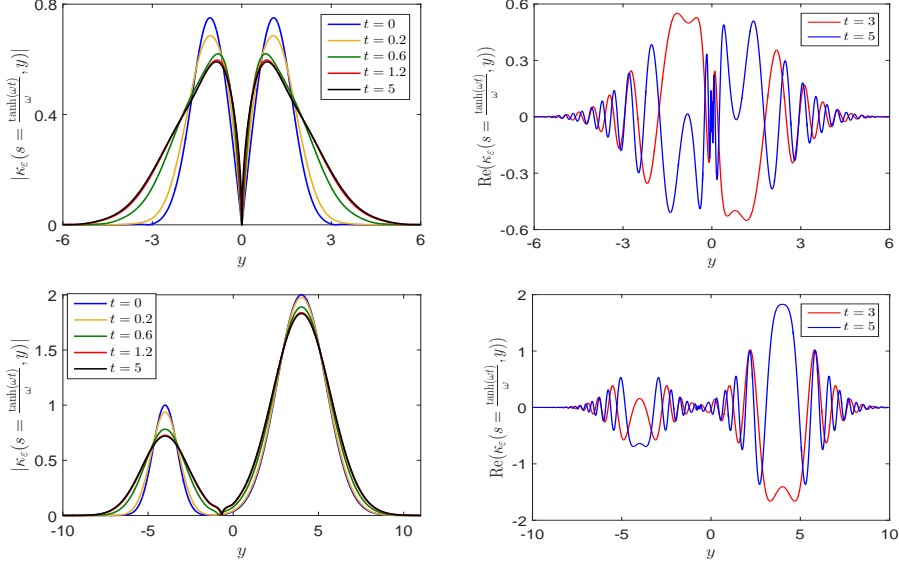 |κ_ε(s = tanh(ωt)/ω, y)|
0.8
0.4
0
-6
-3
0
3
6
y
t = 0
t = 0.2
t = 0.6
t = 1.2
t = 5
Re(κ_ε(s = tanh(ωt)/ω, y))
0.6
0.3
0
-0.3
-0.6
-6
-3
0
3
6
y
t = 3
t = 5
|κ_ε(s = tanh(ωt)/ω, y)|
2
1.5
1
0.5
0
-10
-5
0
5
10
y
t = 0
t = 0.2
t = 0.6
t = 1.2
t = 5
Re(κ_ε(s = tanh(ωt)/ω, y))
2
1
0
-1
-2
-10
-5
0
5
10
y
t = 3
t = 5